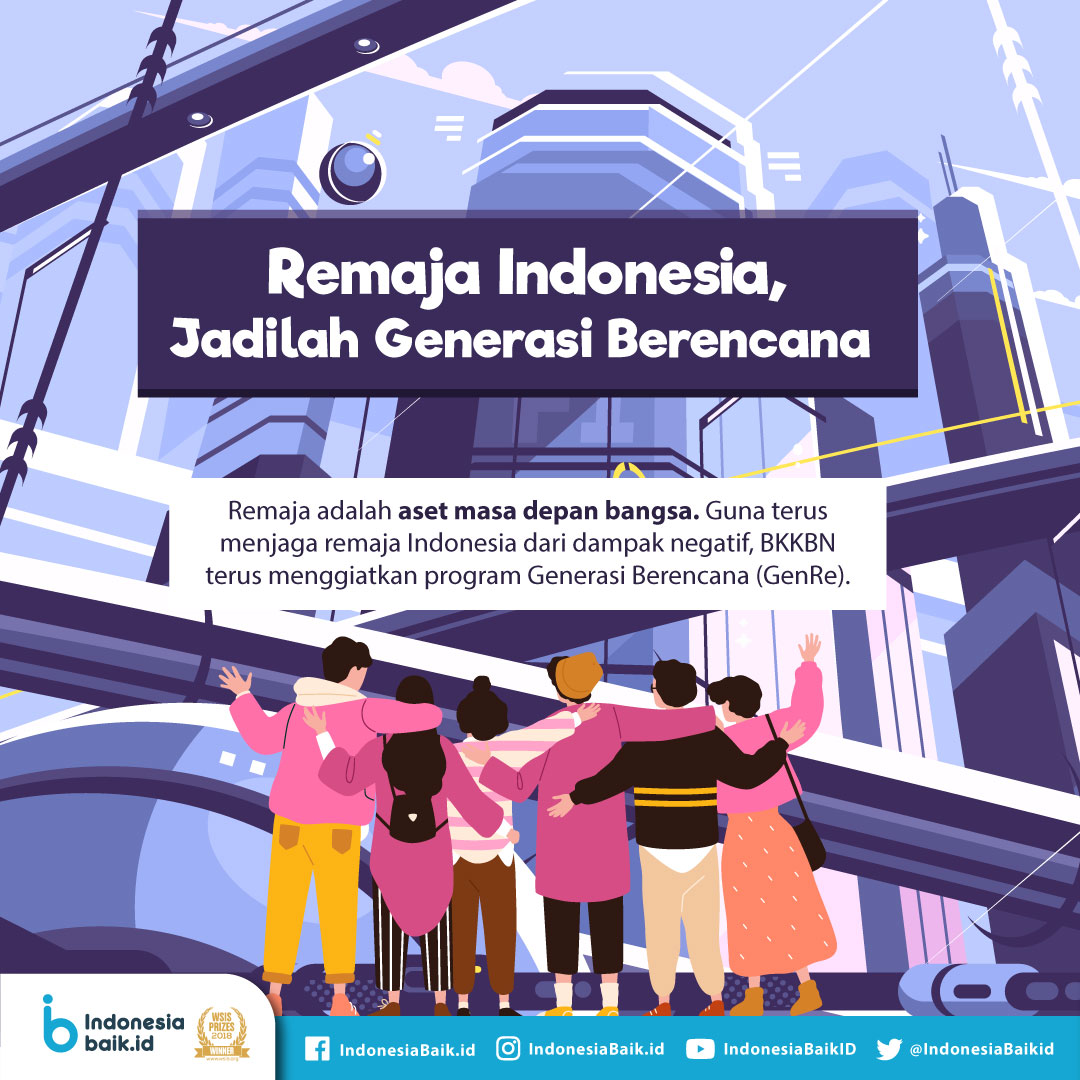 Remaja Indonesia,
Jadilah Generasi Berencana
Remaja adalah aset masa depan bangsa. Guna terus
menjaga remaja Indonesia dari dampak negatif, BKKBN
terus menggiatkan program Generasi Berencana (GenRe).
Indonesia
baik.id
WSIS
PRIZES
2018
WINNER
IndonesiaBaik.id
IndonesiaBaik.id
IndonesiaBaikID
@IndonesiaBaikid